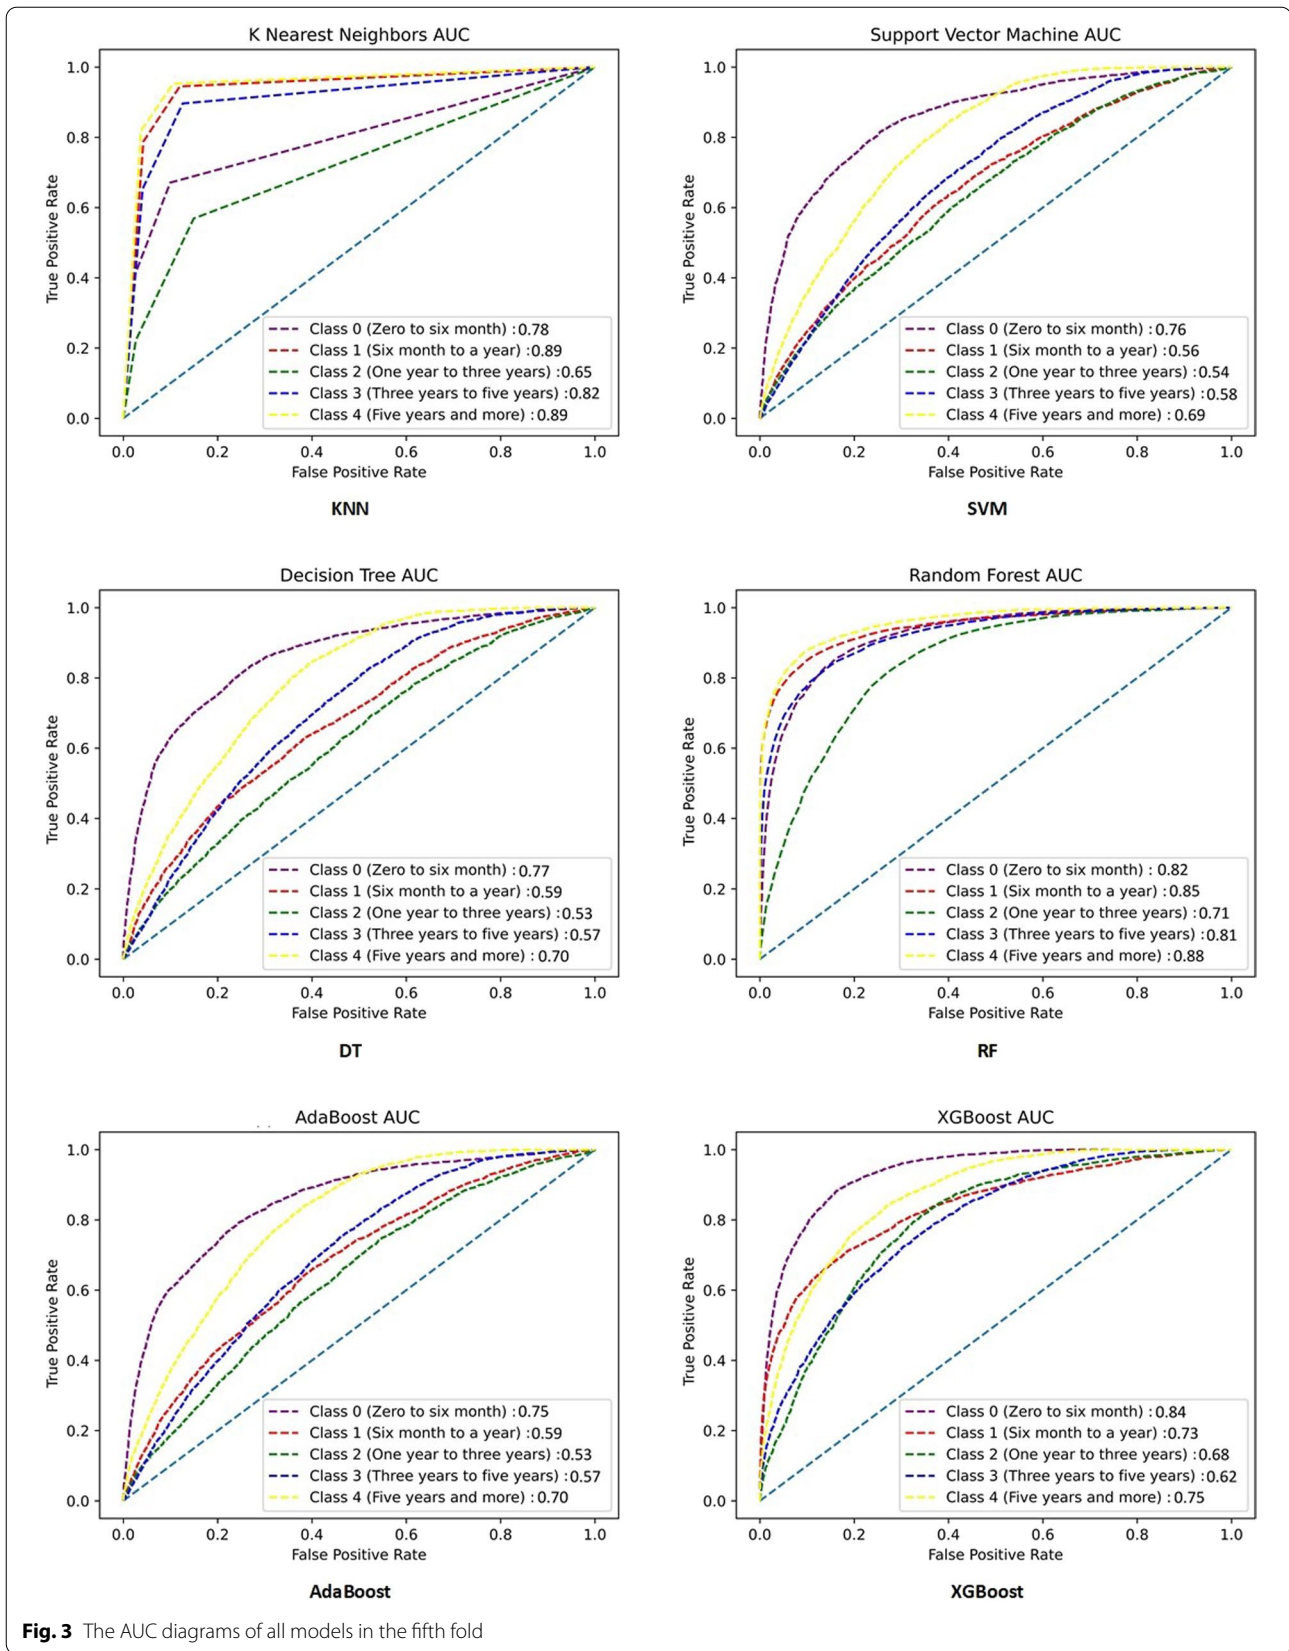 K Nearest Neighbors AUC
True Positive Rate
1.0
0.8
0.6
0.4
0.2
0.0
Class 0 (Zero to six month) : 0.78
Class 1 (Six month to a year) : 0.89
Class 2 (One year to three years) : 0.65
Class 3 (Three years to five years) : 0.82
Class 4 (Five years and more) : 0.89
0.0 0.2 0.4 0.6 0.8 1.0
False Positive Rate
KNN
Support Vector Machine AUC
True Positive Rate
1.0
0.8
0.6
0.4
0.2
0.0
Class 0 (Zero to six month) : 0.76
Class 1 (Six month to a year) : 0.56
Class 2 (One year to three years) : 0.54
Class 3 (Three years to five years) : 0.58
Class 4 (Five years and more) : 0.69
0.0 0.2 0.4 0.6 0.8 1.0
False Positive Rate
SVM
Decision Tree AUC
True Positive Rate
1.0
0.8
0.6
0.4
0.2
0.0
Class 0 (Zero to six month) : 0.77
Class 1 (Six month to a year) : 0.59
Class 2 (One year to three years) : 0.53
Class 3 (Three years to five years) : 0.57
Class 4 (Five years and more) : 0.70
0.0 0.2 0.4 0.6 0.8 1.0
False Positive Rate
DT
Random Forest AUC
True Positive Rate
1.0
0.8
0.6
0.4
0.2
0.0
Class 0 (Zero to six month) : 0.82
Class 1 (Six month to a year) : 0.85
Class 2 (One year to three years) : 0.71
Class 3 (Three years to five years) : 0.81
Class 4 (Five years and more) : 0.88
0.0 0.2 0.4 0.6 0.8 1.0
False Positive Rate
RF
AdaBoost AUC
True Positive Rate
1.0
0.8
0.6
0.4
0.2
0.0
Class 0 (Zero to six month) : 0.75
Class 1 (Six month to a year) : 0.59
Class 2 (One year to three years) : 0.53
Class 3 (Three years to five years) : 0.57
Class 4 (Five years and more) : 0.70
0.0 0.2 0.4 0.6 0.8 1.0
False Positive Rate
AdaBoost
XGBoost AUC
True Positive Rate
1.0
0.8
0.6
0.4
0.2
0.0
Class 0 (Zero to six month) : 0.84
Class 1 (Six month to a year) : 0.73
Class 2 (One year to three years) : 0.68
Class 3 (Three years to five years) : 0.62
Class 4 (Five years and more) : 0.75
0.0 0.2 0.4 0.6 0.8 1.0
False Positive Rate
XGBoost
Fig. 3 The AUC diagrams of all models in the fifth fold